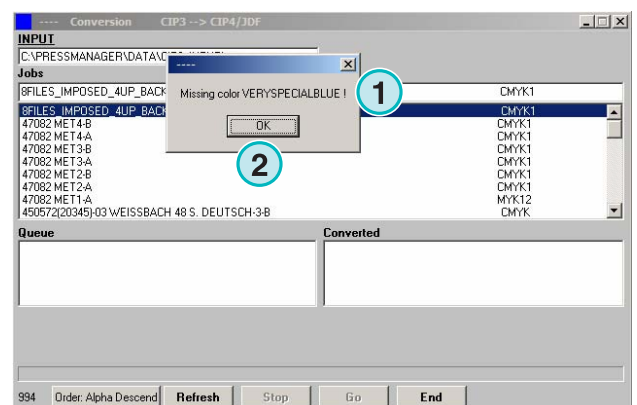 ---- Conversion CIP3 --> CIP4/JDF
INPUT
C:\PRESSMANAGER\DATA\
----
Jobs
8FILES_IMPOSED_4UP_BACK CMYK1
Missing color VERYSPECIALBLUE !
1
8FILES_IMPOSED_4UP_BACK CMYK1
47082 MET4-B CMYK1
OK
47082 MET4-A CMYK1
47082 MET3-B CMYK1
47082 MET3-A CMYK1
2
47082 MET2-B CMYK1
47082 MET2-A CMYK1
47082 MET1-A MYK12
450572(20345)-03 WEISSBACH 48 S. DEUTSCH-3-B CMYK
Queue Converted
994 Order: Alpha Descend Refresh Stop Go End